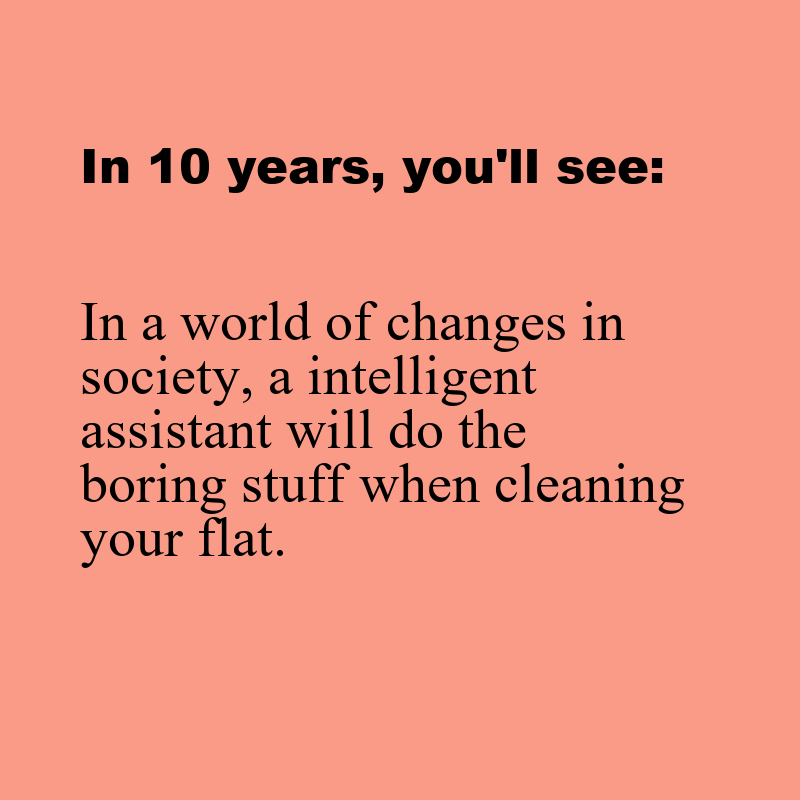 In 10 years, you'll see:
In a world of changes in
society, a intelligent
assistant will do the
boring stuff when cleaning
your flat.